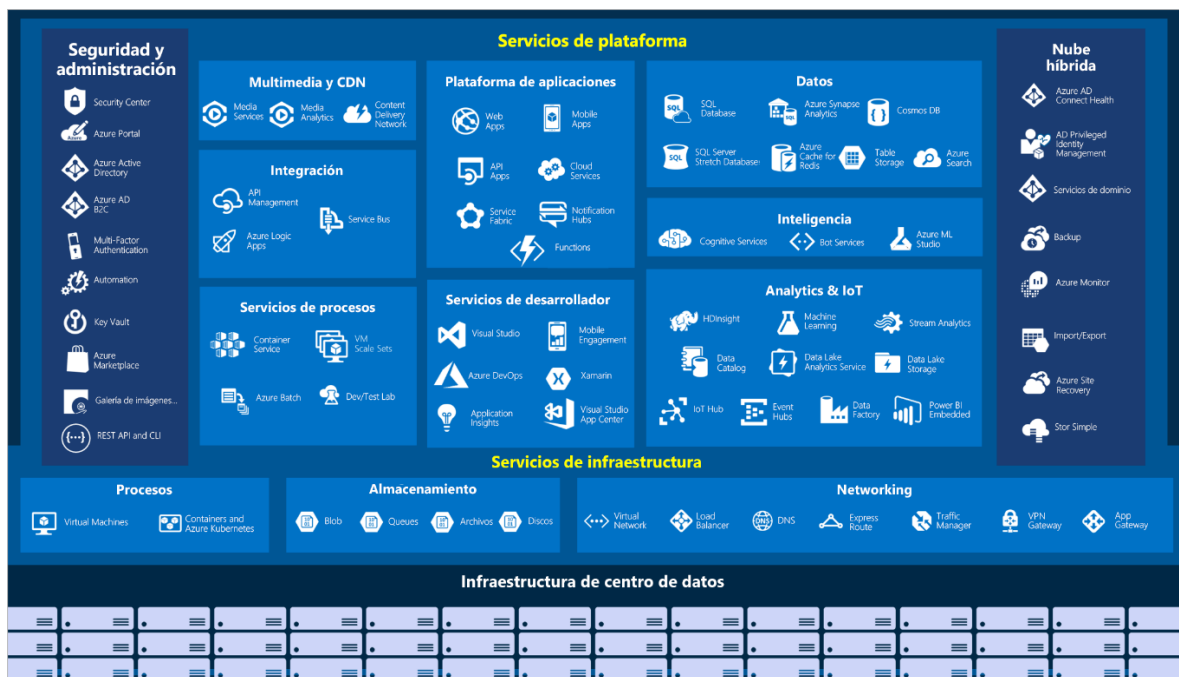 Servicios de plataforma
Seguridad y
administración
Security Center
Azure Portal
Azure Active
Directory
Azure AD
B2C
Multi-Factor
Authentication
Automation
Key Vault
Azure
Marketplace
Galería de imágenes...
REST API and CLI
Multimedia y CDN
Media
Services
Media
Analytics
Content
Delivery
Network
Integración
API
Management
Service Bus
Azure Logic
Apps
Servicios de procesos
Container
Service
VM
Scale Sets
Azure Batch
Dev/Test Lab
Plataforma de aplicaciones
Web
Apps
Mobile
Apps
API
Apps
Cloud
Services
Service
Fabric
Notification
Hubs
Functions
Servicios de desarrollador
Visual Studio
Mobile
Engagement
Azure DevOps
Xamarin
Application
Insights
Visual Studio
App Center
Datos
SQL
SQL
Database
SQL
Azure Synapse
Analytics
Cosmos DB
SQL
SQL Server
Stretch Database
Azure
Cache for
Redis
Table
Storage
Azure
Search
Inteligencia
Cognitive Services
Bot Services
Azure ML
Studio
Analytics & IoT
HDInsight
Machine
Learning
Stream Analytics
Data
Catalog
Data Lake
Analytics Service
Data Lake
Storage
IoT Hub
Event
Hubs
Data
Factory
Power BI
Embedded
Nube
híbrida
Azure AD
Connect Health
AD Privileged
Identity
Management
Servicios de dominio
Backup
Azure Monitor
Import/Export
Azure Site
Recovery
Stor Simple
Servicios de infraestructura
Procesos
Virtual Machines
Containers and
Azure Kubernetes
Almacenamiento
Blob
Queues
Archivos
Discos
Networking
Virtual
Network
Load
Balancer
DNS
DNS
Express
Route
Traffic
Manager
VPN
Gateway
App
Gateway
Infraestructura de centro de datos